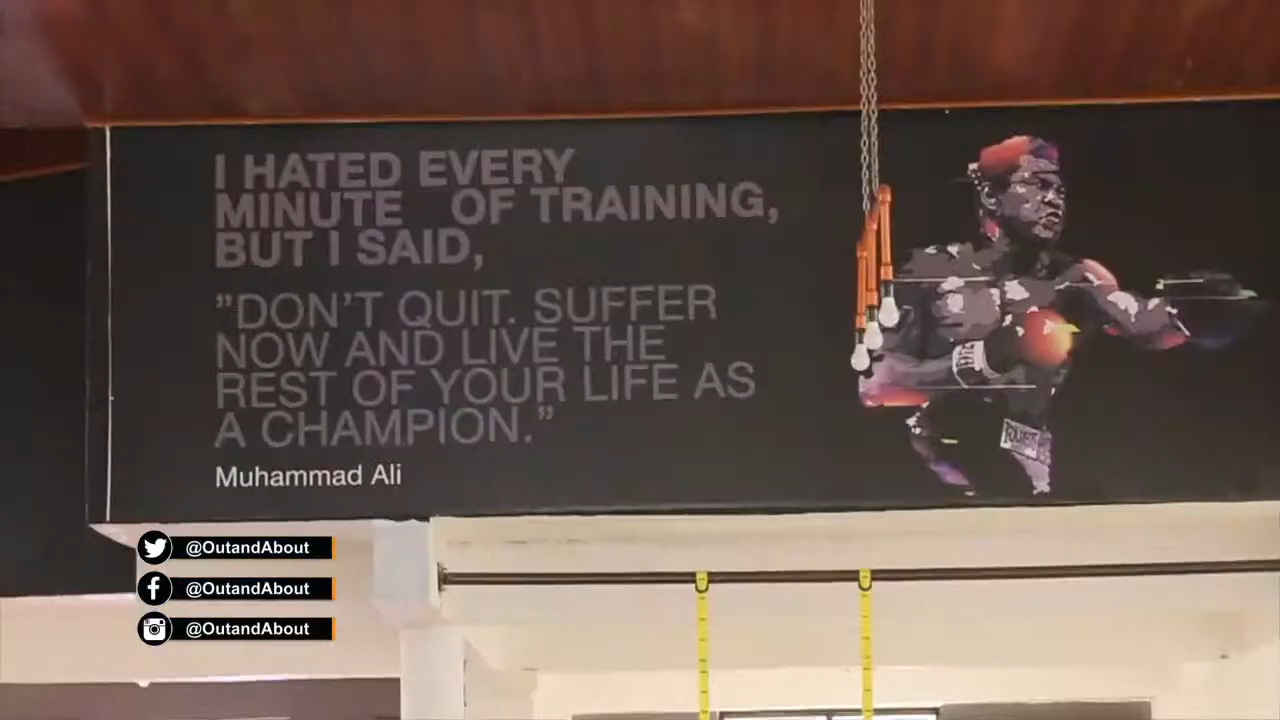 I HATED EVERY
MINUTE OF TRAINING,
BUT I SAID,
”DON’T QUIT. SUFFER
NOW AND LIVE THE
REST OF YOUR LIFE AS
A CHAMPION.”
Muhammad Ali
@OutandAbout
@OutandAbout
@OutandAbout